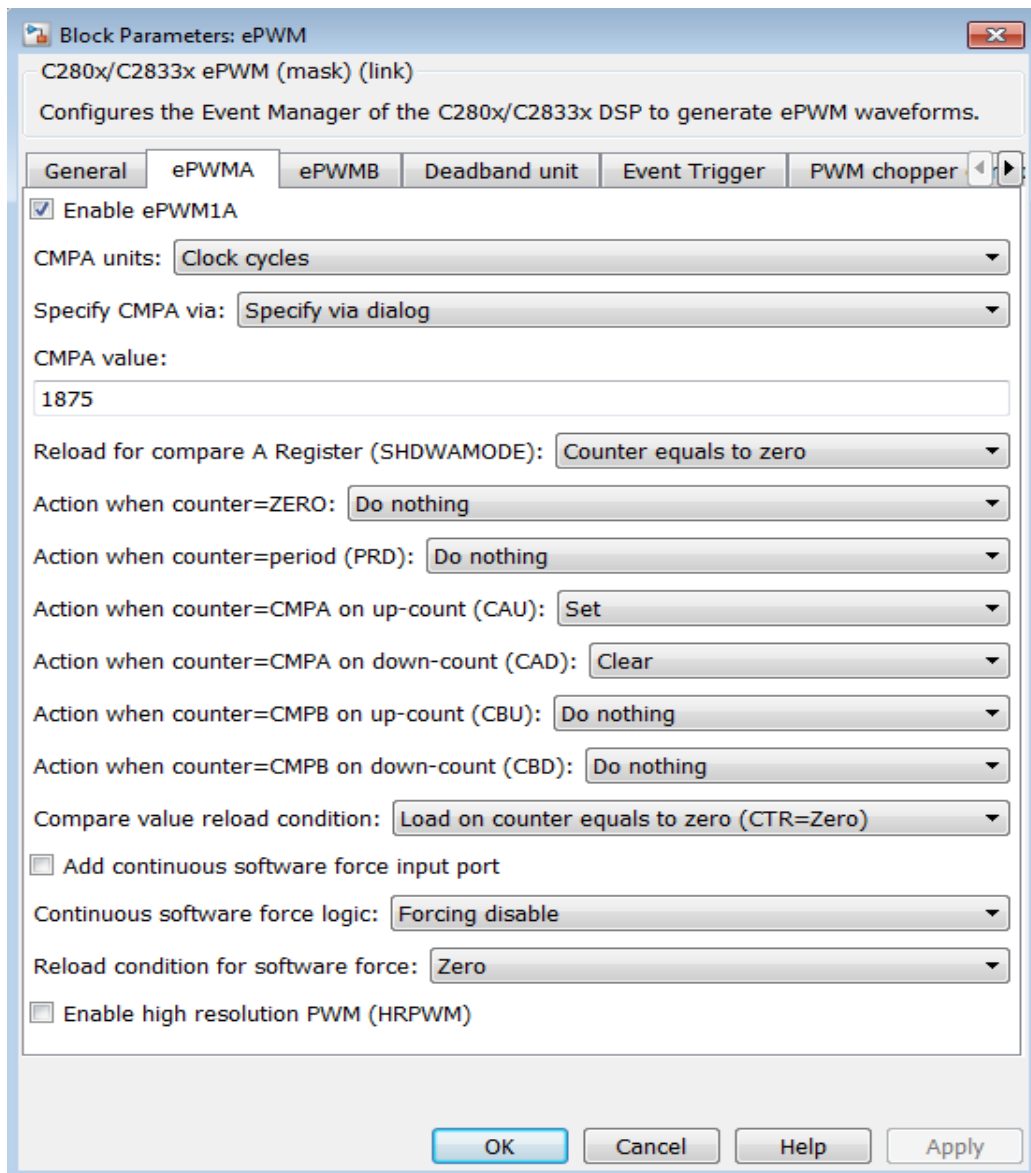 Block Parameters: ePWM
C280x/C2833x ePWM (mask) (link)
Configures the Event Manager of the C280x/C2833x DSP to generate ePWM waveforms.
General ePWMA ePWMB Deadband unit Event Trigger PWM chopper
Enable ePWM1A
CMPA units: Clock cycles
Specify CMPA via: Specify via dialog
CMPA value:
1875
Reload for compare A Register (SHDWAMODE): Counter equals to zero
Action when counter=ZERO: Do nothing
Action when counter=period (PRD): Do nothing
Action when counter=CMPA on up-count (CAU): Set
Action when counter=CMPA on down-count (CAD): Clear
Action when counter=CMPB on up-count (CBU): Do nothing
Action when counter=CMPB on down-count (CBD): Do nothing
Compare value reload condition: Load on counter equals to zero (CTR=Zero)
Add continuous software force input port
Continuous software force logic: Forcing disable
Reload condition for software force: Zero
Enable high resolution PWM (HRPWM)
OK Cancel Help Apply